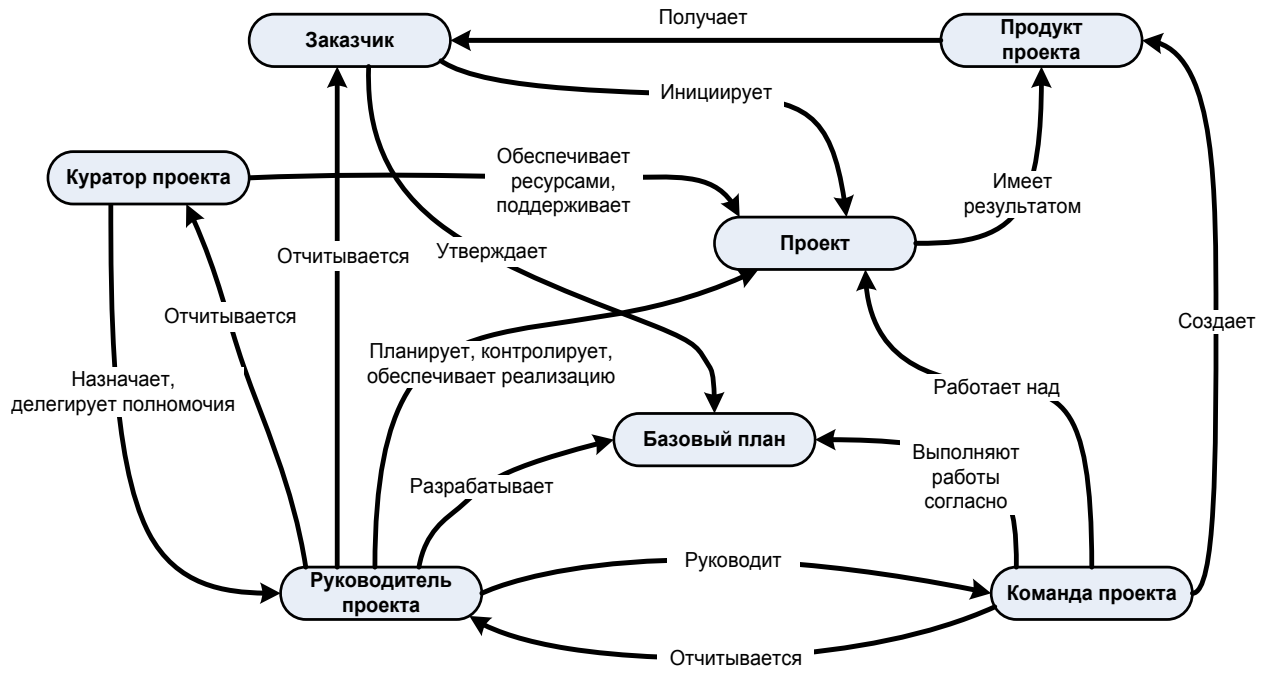 Получает
Заказчик
Продукт
проекта
Инициирует
Куратор проекта
Обеспечивает
ресурсами,
поддерживает
Имеет
результатом
Проект
Отчитывается
Утверждает
Отчитывается
Создает
Планирует, контролирует,
обеспечивает реализацию
Назначает,
делегирует полномочия
Работает над
Базовый план
Выполняют
работы
согласно
Разрабатывает
Руководит
Руководитель
проекта
Команда проекта
Отчитывается